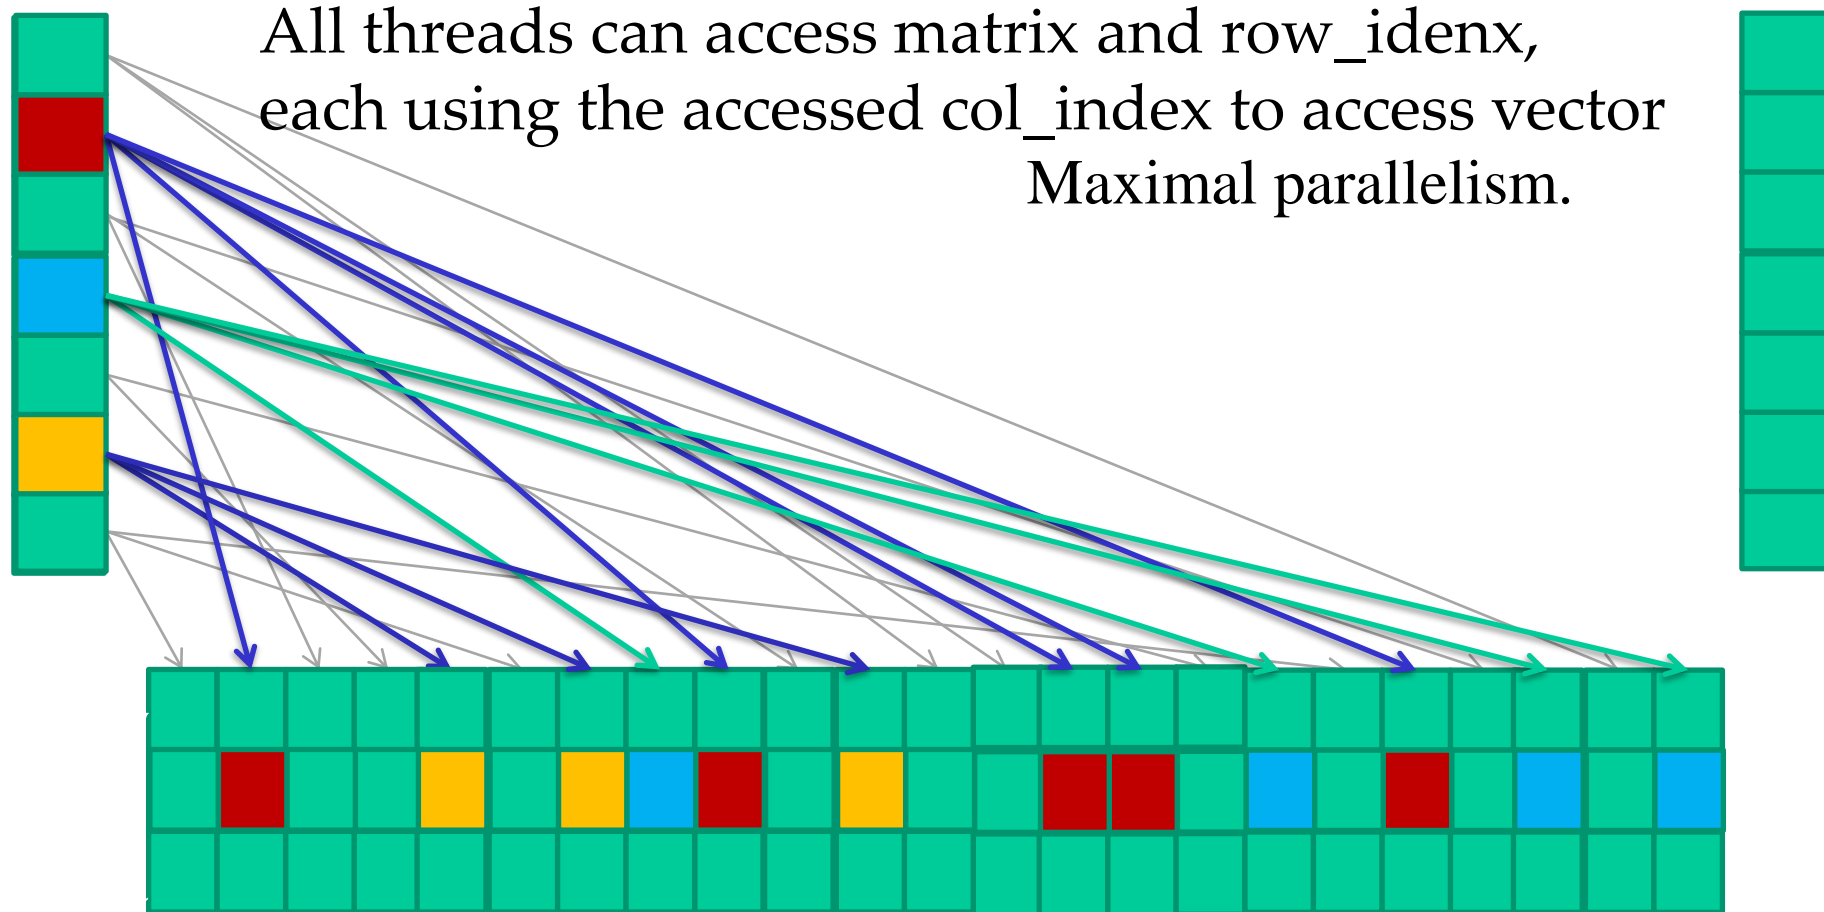 All threads can access matrix and row_idenx,
each using the accessed col_index to access vector
Maximal parallelism.